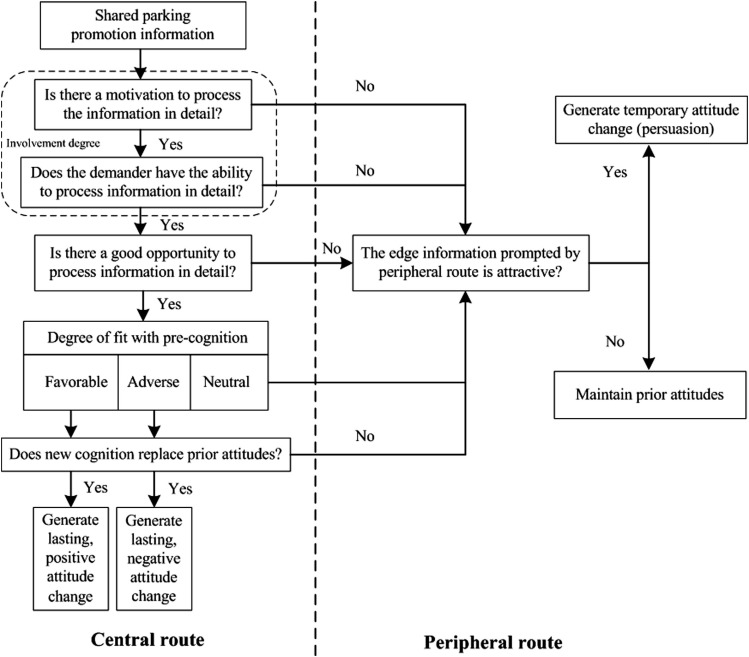 Shared parking
promotion information
Is there a motivation to process
the information in detail?
No
Involvement degree
Yes
Does the demander have the ability
to process information in detail?
No
Yes
Is there a good opportunity to
process information in detail?
No
The edge information prompted by
peripheral route is attractive?
Generate temporary attitude
change (persuasion)
Yes
No
Maintain prior attitudes
Yes
Degree of fit with pre-cognition
Favorable
Adverse
Neutral
Does new cognition replace prior attitudes?
No
Yes
Yes
Generate
lasting,
positive
attitude
change
Generate
lasting,
negative
attitude
change
Central route
Peripheral route